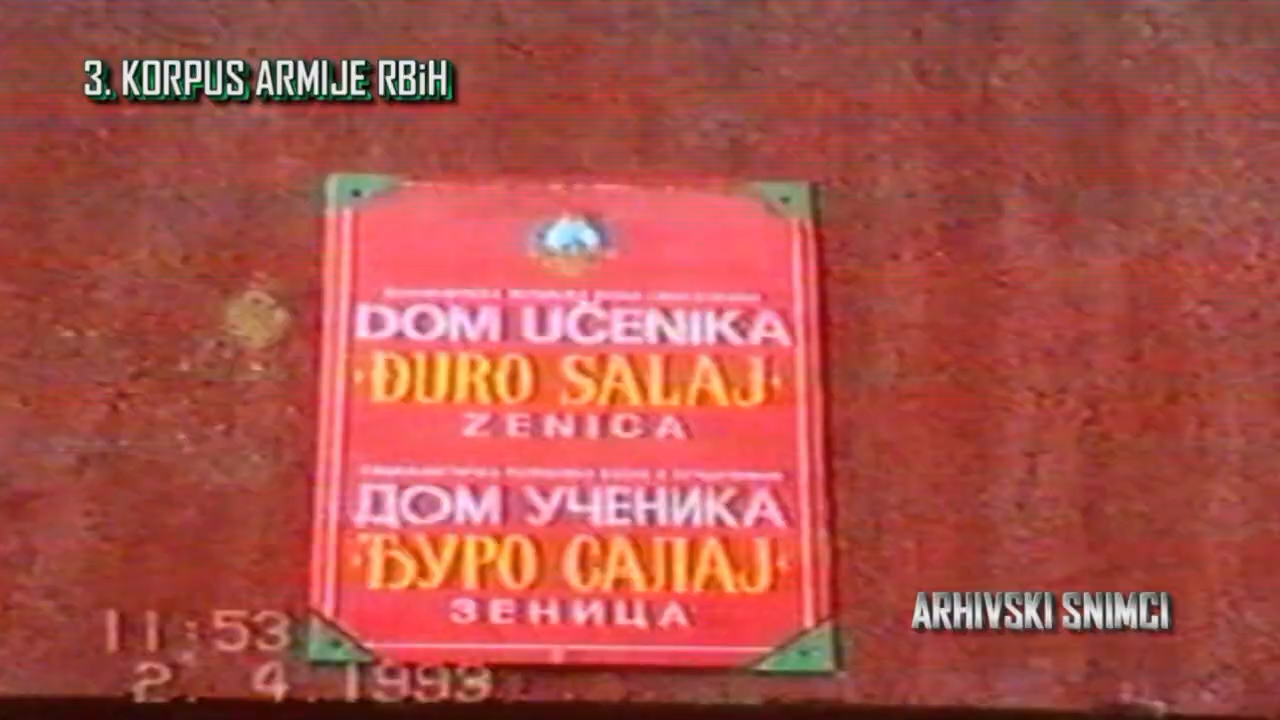 3. KORPUS ARMIJE RBiH
DOM UČENIKA
·ĐURO SALAJ·
ZENICA
ДОМ УЧЕНИКА
·ЂУРО САЛАЈ·
ЗЕНИЦА
ARHIVSKI SNIMCI
11:53
2. 4.1993